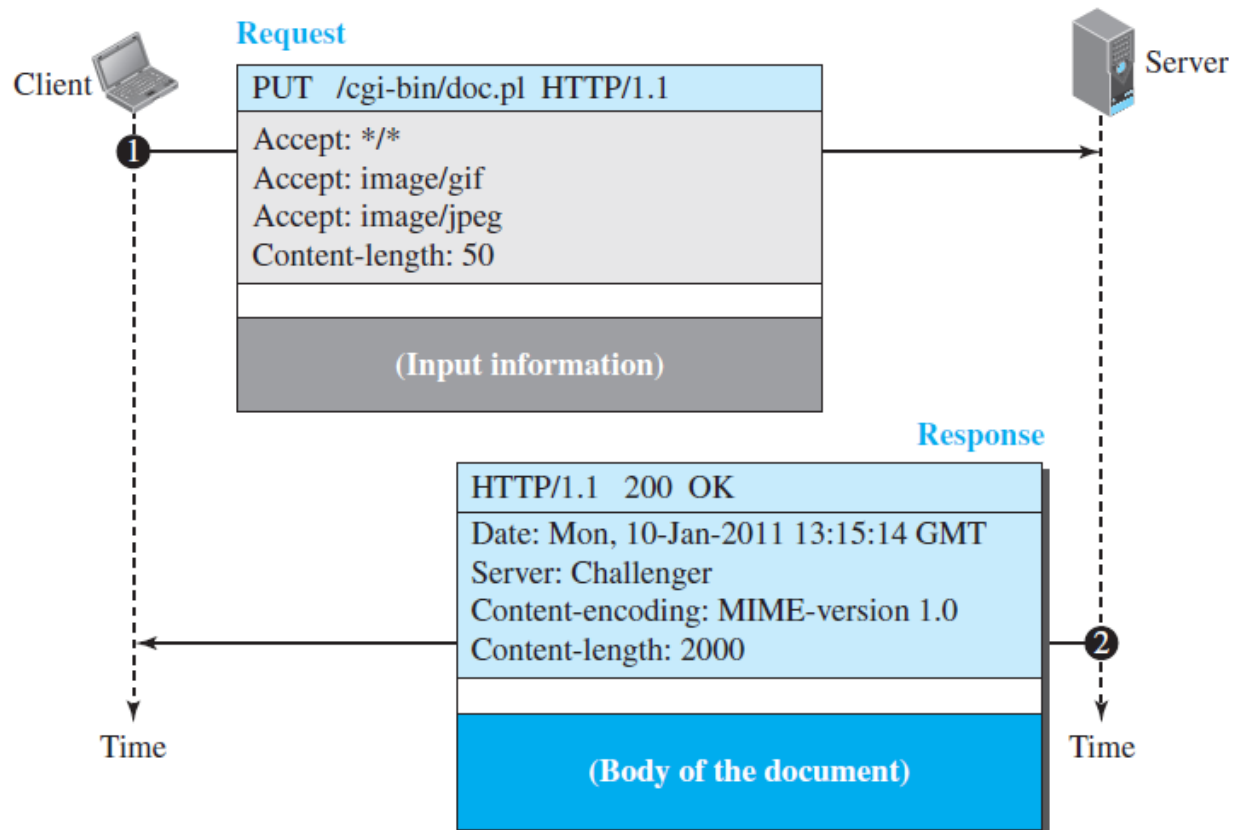 Request
Client
Server
PUT /cgi-bin/doc.pl HTTP/1.1
1
Accept: */*
Accept: image/gif
Accept: image/jpeg
Content-length: 50
(Input information)
Response
HTTP/1.1 200 OK
Date: Mon, 10-Jan-2011 13:15:14 GMT
Server: Challenger
Content-encoding: MIME-version 1.0
Content-length: 2000
2
Time
Time
(Body of the document)